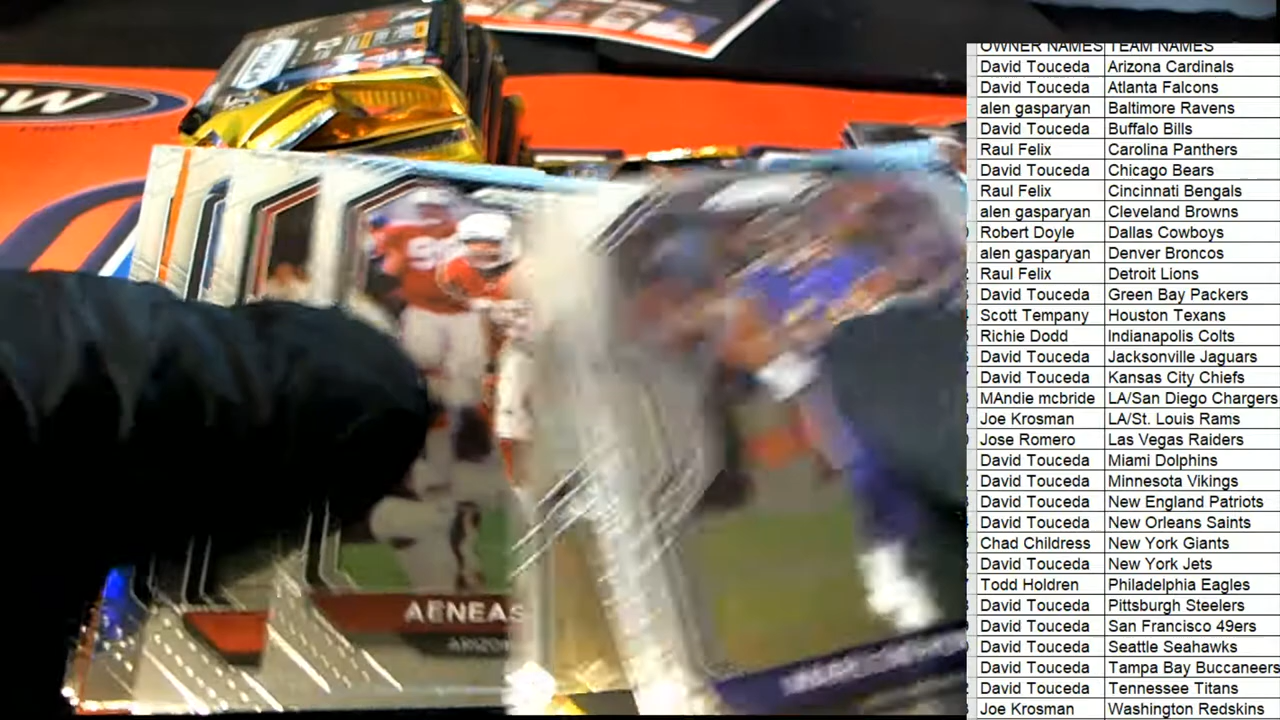 OWNER NAMES TEAM NAMES
David Touceda Arizona Cardinals
David Touceda Atlanta Falcons
alen gasparyan Baltimore Ravens
David Touceda Buffalo Bills
Raul Felix Carolina Panthers
David Touceda Chicago Bears
Raul Felix Cincinnati Bengals
alen gasparyan Cleveland Browns
Robert Doyle Dallas Cowboys
alen gasparyan Denver Broncos
Raul Felix Detroit Lions
David Touceda Green Bay Packers
Scott Tempany Houston Texans
Richie Dodd Indianapolis Colts
David Touceda Jacksonville Jaguars
David Touceda Kansas City Chiefs
MAndie mcbride LA/San Diego Chargers
Joe Krosman LA/St. Louis Rams
Jose Romero Las Vegas Raiders
David Touceda Miami Dolphins
David Touceda Minnesota Vikings
David Touceda New England Patriots
David Touceda New Orleans Saints
Chad Childress New York Giants
David Touceda New York Jets
Todd Holdren Philadelphia Eagles
David Touceda Pittsburgh Steelers
David Touceda San Francisco 49ers
David Touceda Seattle Seahawks
David Touceda Tampa Bay Buccaneers
David Touceda Tennessee Titans
Joe Krosman Washington Redskins
AENEAS